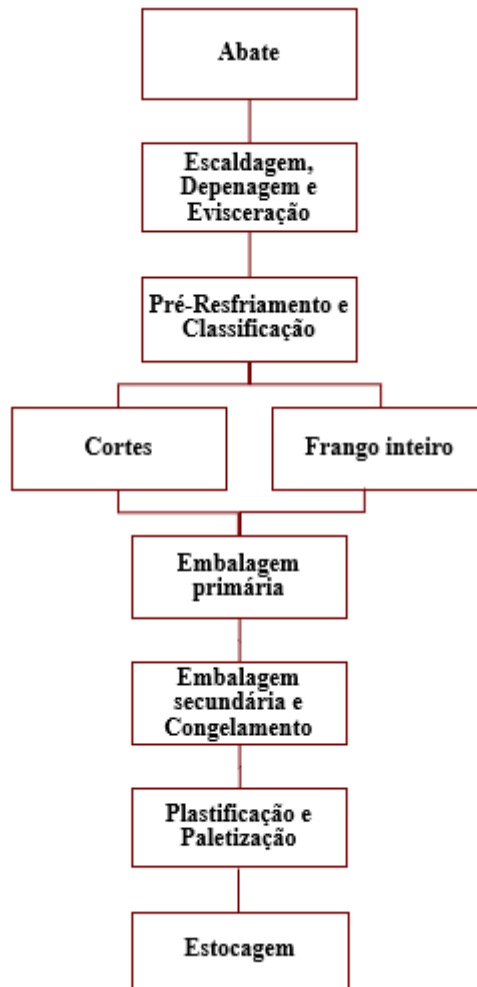 Abate
Escaldagem,
Depenagem e
Evisceração
Pré-Resfriamento e
Classificação
Cortes
Frango inteiro
Embalagem
primária
Embalagem
secundária e
Congelamento
Plastificação e
Paletização
Estocagem